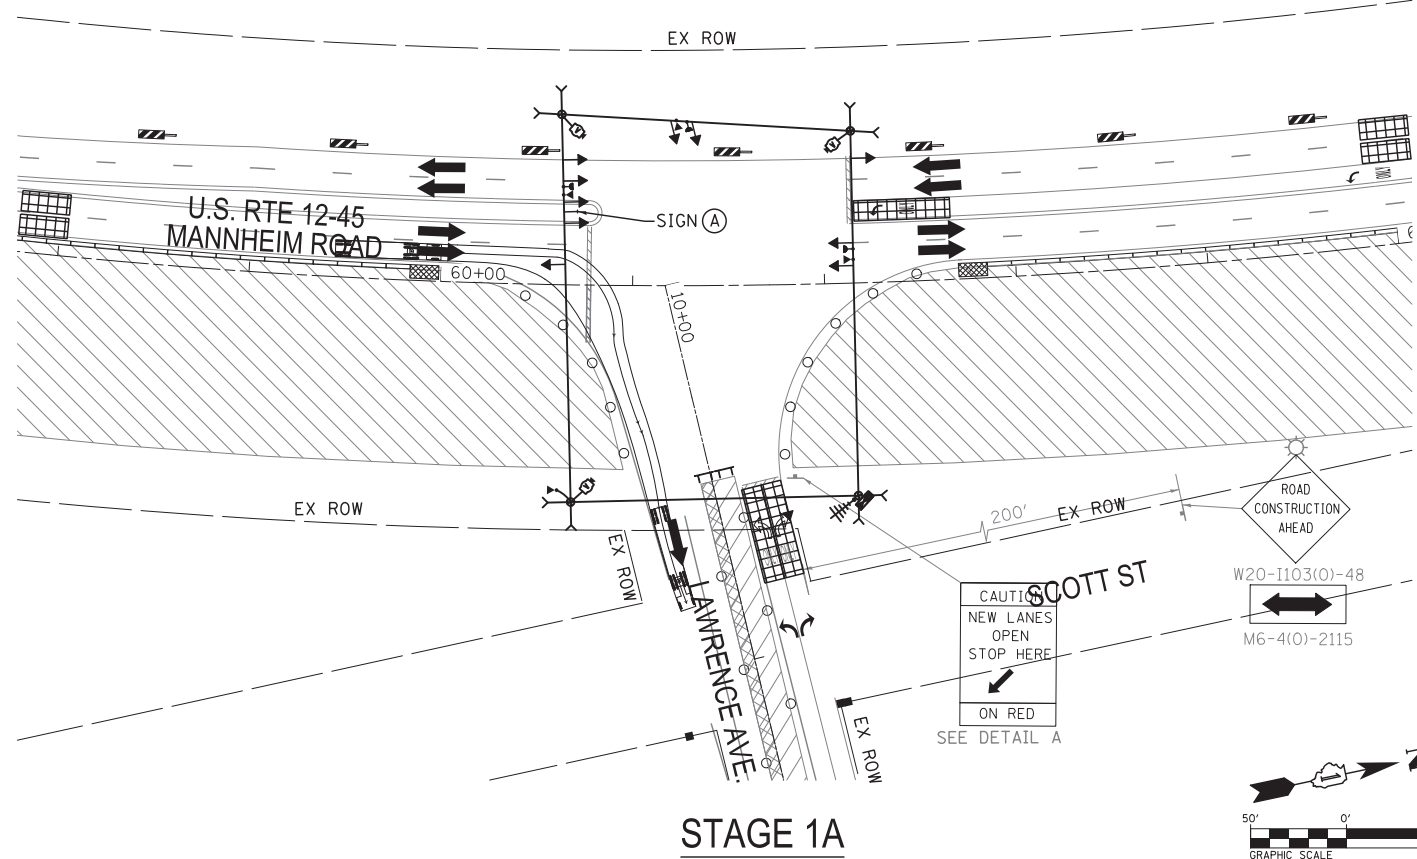 EX ROW
U.S. RTE 12-45
MANNHEIM ROAD
SIGN A
60+00
10+00
EX ROW
EX ROW
200'
EX ROW
ROAD
CONSTRUCTION
AHEAD
W20-I103(0)-48
M6-4(0)-2115
SCOTT ST
CAUTION
NEW LANES
OPEN
STOP HERE
ON RED
SEE DETAIL A
LAWRENCE AVE.
EX ROW
STAGE 1A
50'
0'
GRAPHIC SCALE